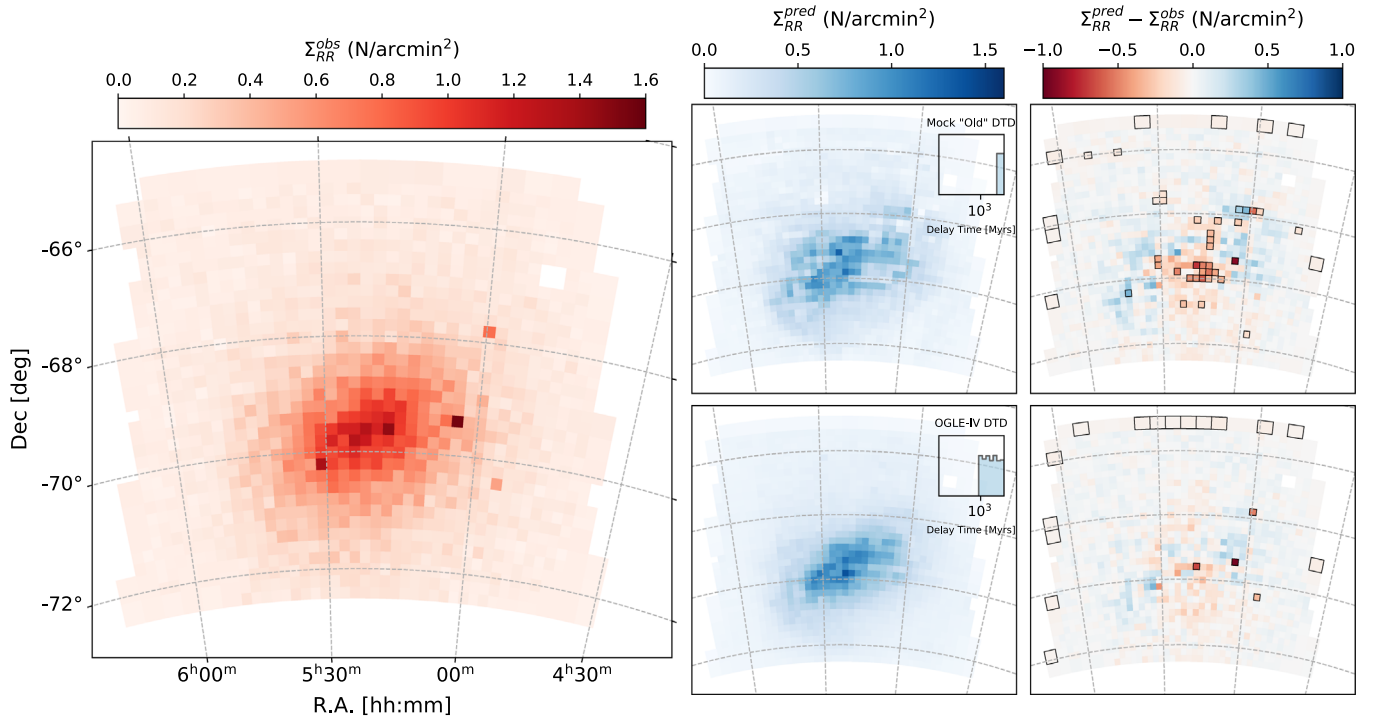 Σ_RR^obs (N/arcmin²)
0.0 0.2 0.4 0.6 0.8 1.0 1.2 1.4 1.6
-66°
-68°
-70°
-72°
Dec [deg]
6ʰ00ᵐ 5ʰ30ᵐ 00ᵐ 4ʰ30ᵐ
R.A. [hh:mm]
Σ_RR^pred (N/arcmin²)
0.0 0.5 1.0 1.5
Mock "Old" DTD
10³
Delay Time [Myrs]
OGLE-IV DTD
10³
Delay Time [Myrs]
Σ_RR^pred − Σ_RR^obs (N/arcmin²)
−1.0 −0.5 0.0 0.5 1.0